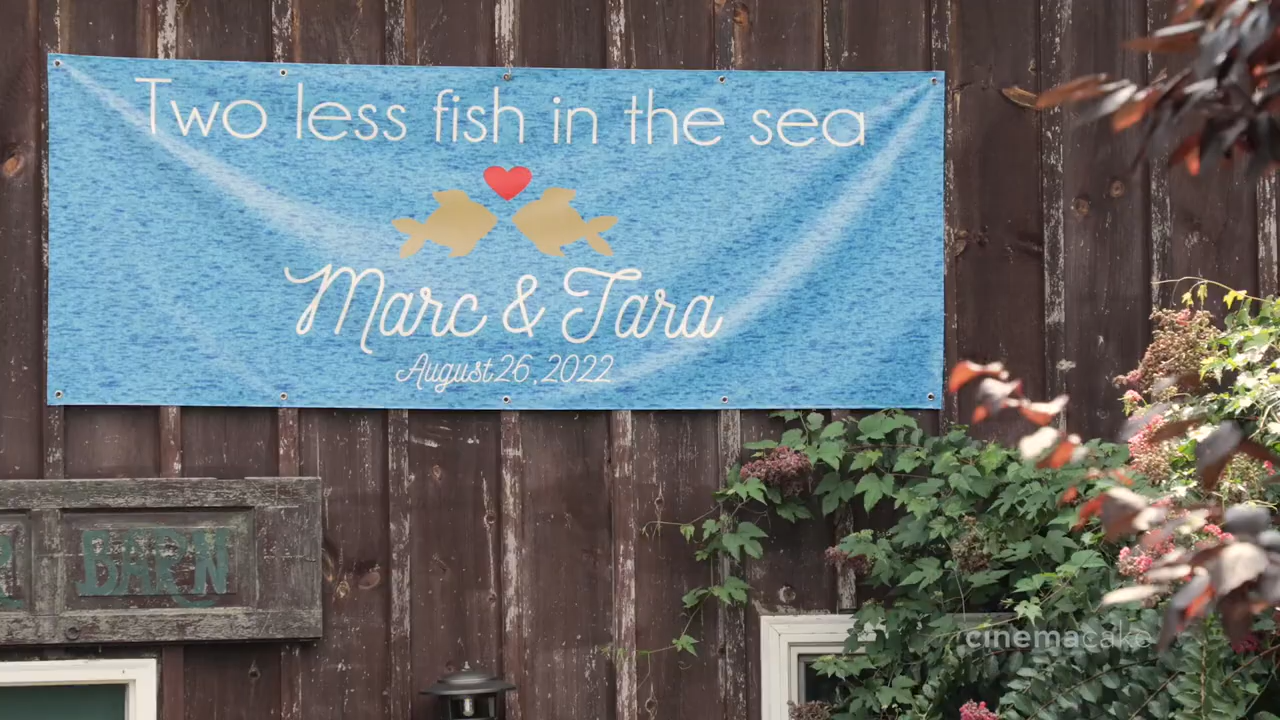 Two less fish in the sea
Marc & Tara
August 26, 2022
BARN
cinemacake